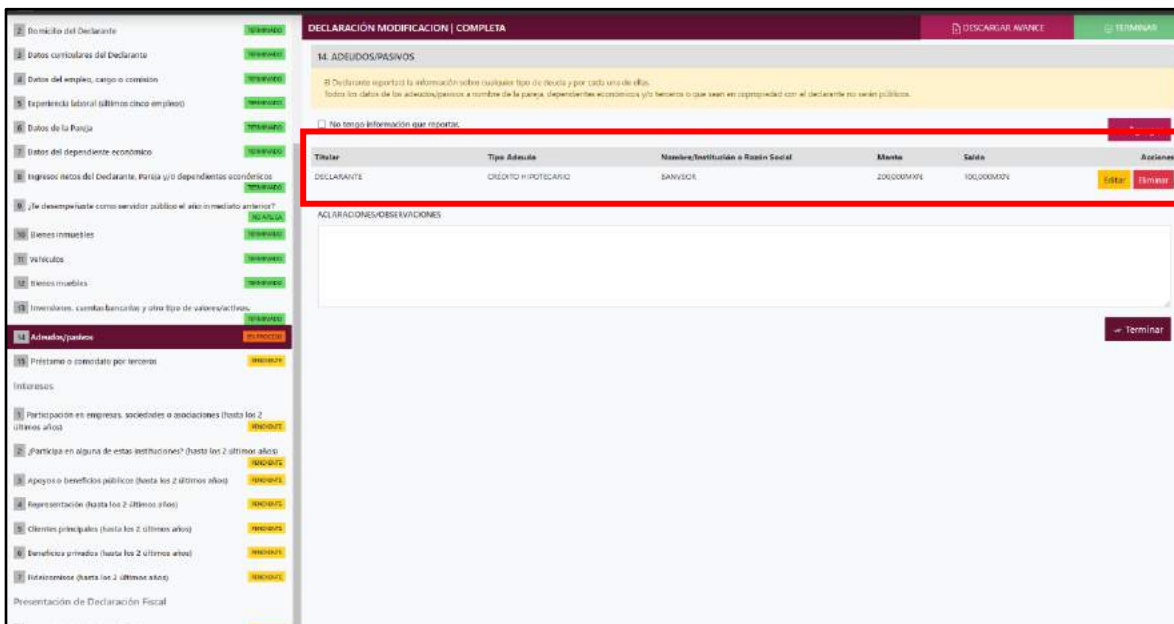 2 Domicilio del Declarante TERMINADO
3 Datos curriculares del Declarante TERMINADO
4 Datos del empleo, cargo o comisión TERMINADO
5 Experiencia laboral (últimos cinco empleos) TERMINADO
6 Datos de la Pareja TERMINADO
7 Datos del dependiente económico TERMINADO
8 Ingresos netos del Declarante, Pareja y/o dependientes económicos
TERMINADO
9 ¿Te desempeñaste como servidor público el año inmediato anterior?
NO APLICA
10 Bienes inmuebles TERMINADO
11 Vehículos TERMINADO
12 Bienes muebles TERMINADO
13 Inversiones, cuentas bancarias y otro tipo de valores/activos.
TERMINADO
14 Adeudos/pasivos EN PROCESO
15 Préstamo o comodato por terceros PENDIENTE
Intereses
1 Participación en empresas, sociedades o asociaciones (hasta los 2
últimos años) PENDIENTE
2 ¿Participa en alguna de estas instituciones? (hasta los 2 últimos años)
PENDIENTE
3 Apoyos o beneficios públicos (hasta los 2 últimos años) PENDIENTE
4 Representación (hasta los 2 últimos años) PENDIENTE
5 Clientes principales (hasta los 2 últimos años) PENDIENTE
6 Beneficios privados (hasta los 2 últimos años) PENDIENTE
7 Fideicomisos (hasta los 2 últimos años) PENDIENTE
Presentación de Declaración Fiscal
DECLARACIÓN MODIFICACION | COMPLETA
DESCARGAR AVANCE
TERMINAR
14. ADEUDOS/PASIVOS
El Declarante reportará la información sobre cualquier tipo de deuda y por cada una de ellas.
Todos los datos de los adeudos/pasivos a nombre de la pareja, dependientes económicos y/o terceros o que sean en copropiedad con el declarante no serán públicos.
No tengo información que reportar.
Titular Tipo Adeudo Nombre/Institución o Razón Social Monto Saldo Acciones
DECLARANTE CRÉDITO HIPOTECARIO 200,000MXN 100,000MXN Editar Eliminar
ACLARACIONES/OBSERVACIONES
Terminar